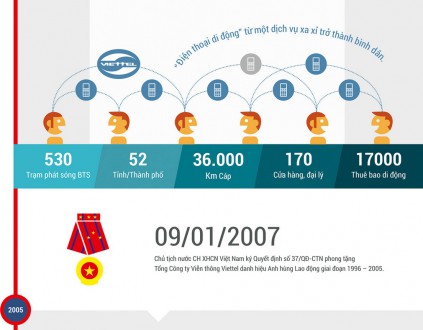 "Điện thoại di động" từ một dịch vụ xa xỉ trở thành bình dân.
VIETTEL
530
Trạm phát sóng BTS
52
Tỉnh/Thành phố
36.000
Km Cáp
170
Cửa hàng, đại lý
17000
Thuê bao di động
09/01/2007
Chủ tịch nước CH XHCN Việt Nam ký Quyết định số 37/QĐ-CTN phong tặng
Tổng Công ty Viễn thông Viettel danh hiệu Anh hùng Lao động giai đoạn 1996 – 2005.
2005